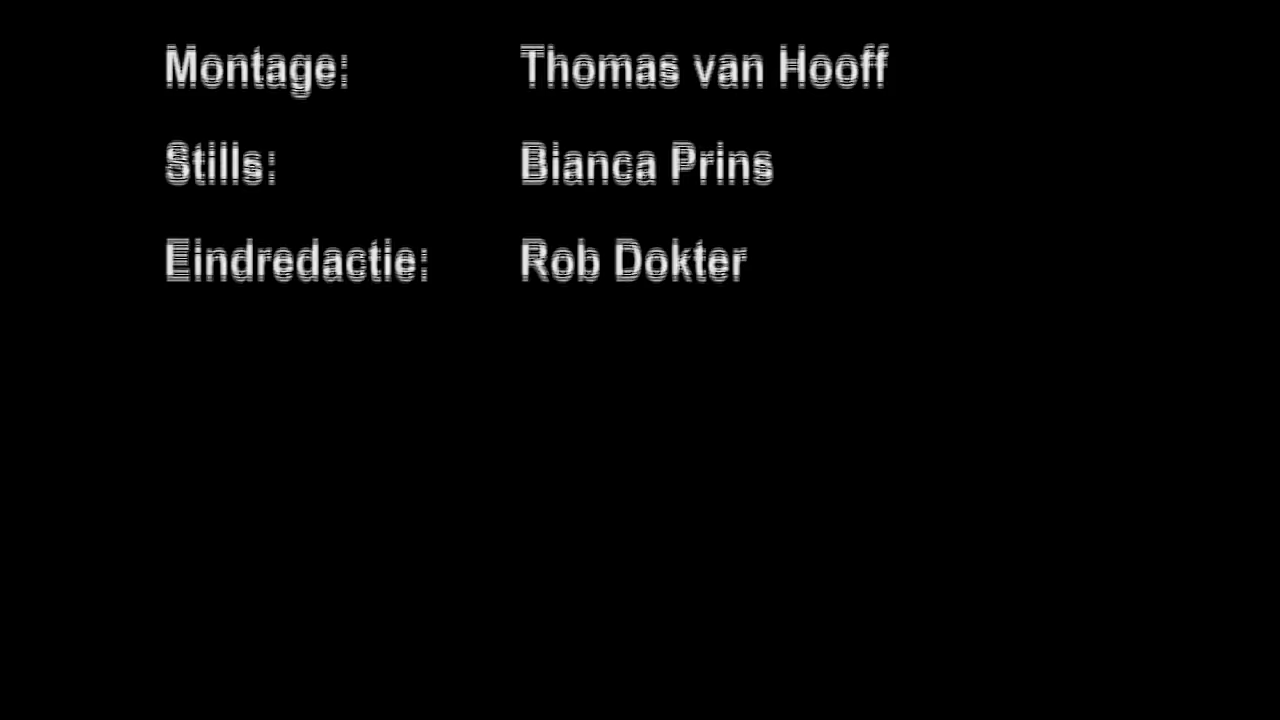 Montage: Thomas van Hooff
Stills: Bianca Prins
Eindredactie: Rob Dokter